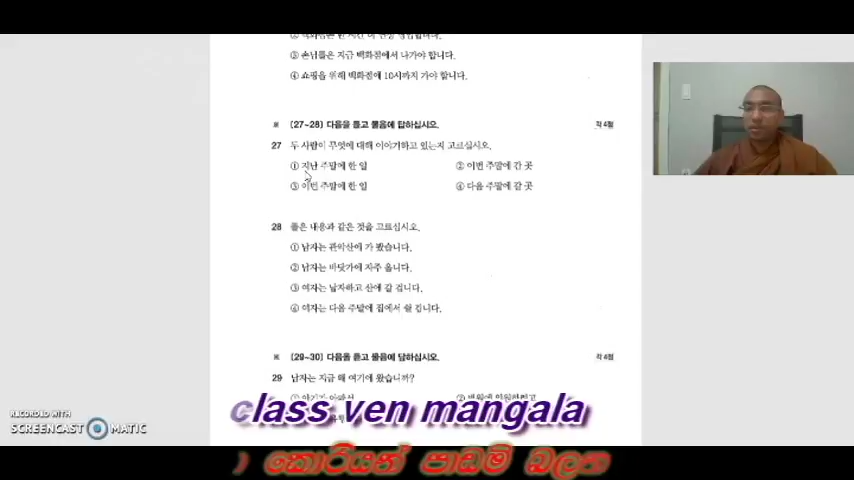 ③ 손님들은 지금 백화점에서 나가야 합니다.
④ 쇼핑을 위해 백화점에 10시까지 가야 합니다.
※ [27~28] 다음을 듣고 물음에 답하십시오. 각 4점
27 두 사람이 무엇에 대해 이야기하고 있는지 고르십시오.
① 지난 주말에 한 일 ② 이번 주말에 간 곳
③ 이번 주말에 한 일 ④ 다음 주말에 갈 곳
28 들은 내용과 같은 것을 고르십시오.
① 남자는 관악산에 가 봤습니다.
② 남자는 바닷가에 자주 옵니다.
③ 여자는 남자하고 산에 갈 겁니다.
④ 여자는 다음 주말에 집에서 쉴 겁니다.
※ [29~30] 다음을 듣고 물음에 답하십시오. 각 4점
29 남자는 지금 왜 여기에 왔습니까?
class ven mangala
RECORDED WITH
SCREENCAST MATIC
) කොරියන් පාඩම් බලන